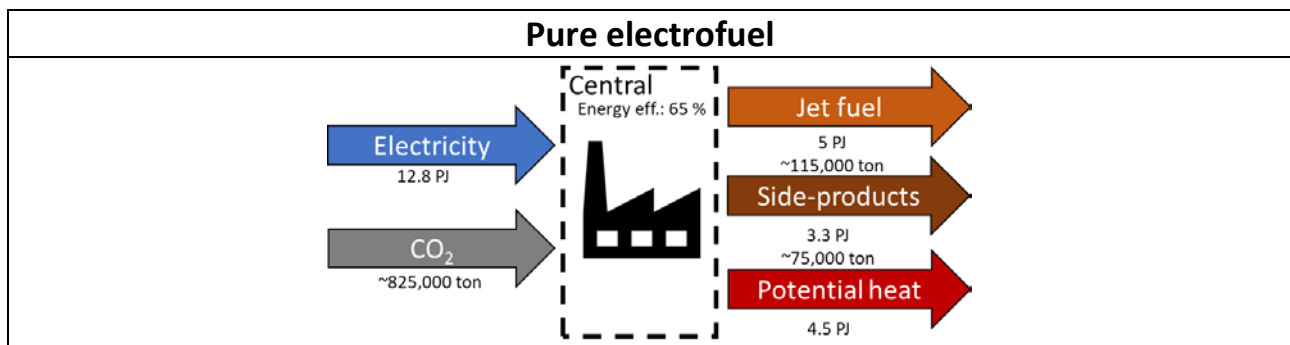 Pure electrofuel
Central
Energy eff.: 65 %
Electricity
12.8 PJ
CO₂
~825,000 ton
Jet fuel
5 PJ
~115,000 ton
Side-products
3.3 PJ
~75,000 ton
Potential heat
4.5 PJ